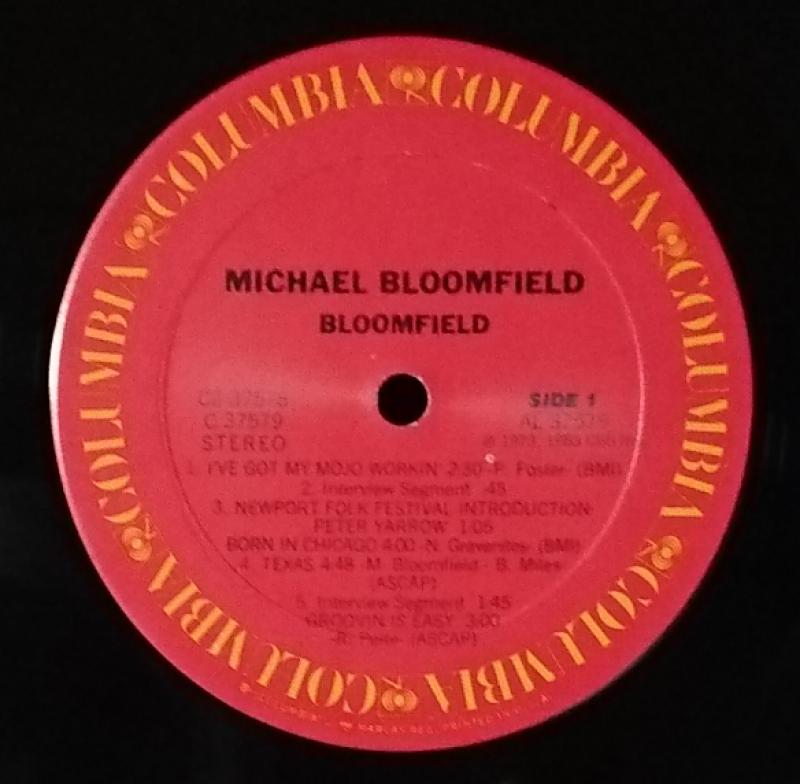 COLUMBIA COLUMBIA COLUMBIA COLUMBIA COLUMBIA COLUMBIA
MICHAEL BLOOMFIELD
BLOOMFIELD
SIDE 1
C 37579
STEREO
1. I'VE GOT MY MOJO WORKIN' 2:50 -P. Foster- (BMI)
2. Interview Segment :45
3. NEWPORT FOLK FESTIVAL INTRODUCTION-
PETER YARROW 1:05
BORN IN CHICAGO 4:00 -N. Gravenites- (BMI)
4. TEXAS 4:48 -M. Bloomfield - B. Miles-
(ASCAP)
5. Interview Segment 1:45
GROOVIN IS EASY 3:00
-R. (ASCAP)